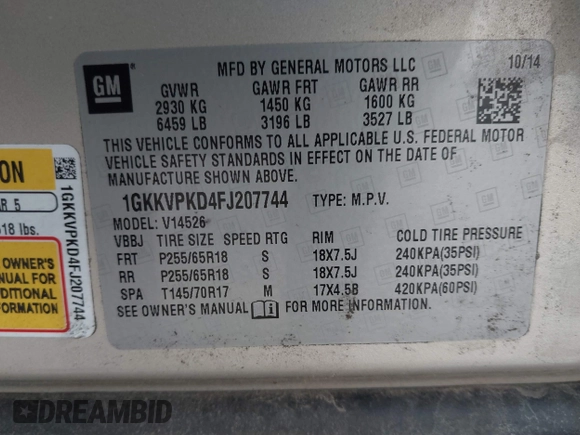 GM
®
MFD BY GENERAL MOTORS LLC
10/14
GVWR GAWR FRT GAWR RR
2930 KG 1450 KG 1600 KG
6459 LB 3196 LB 3527 LB
THIS VEHICLE CONFORMS TO ALL APPLICABLE U.S. FEDERAL MOTOR
VEHICLE SAFETY STANDARDS IN EFFECT ON THE DATE OF
MANUFACTURE SHOWN ABOVE.
1GKKVPKD4FJ207744 TYPE: M.P.V.
MODEL: V14526
VBBJ TIRE SIZE SPEED RTG RIM COLD TIRE PRESSURE
FRT P255/65R18 S 18X7.5J 240KPA(35PSI)
RR P255/65R18 S 18X7.5J 240KPA(35PSI)
SPA T145/70R17 M 17X4.5B 420KPA(60PSI)
SEE OWNER'S MANUAL i FOR MORE INFORMATION.
ON
AR 5
18 lbs.
OWNER'S
MANUAL FOR
ADDITIONAL
FORMATION
1GKKVPKD4FJ207744
DREAMBID